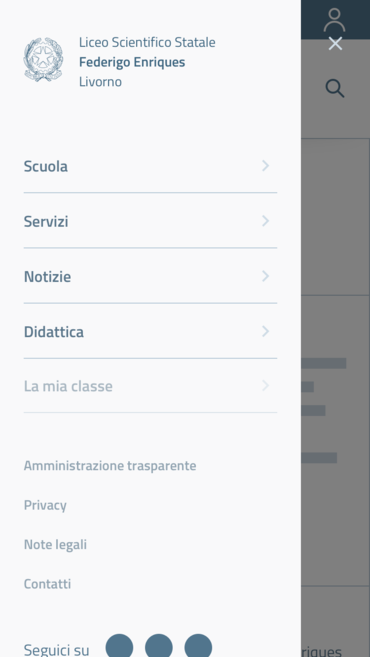 Liceo Scientifico Statale
Federigo Enriques
Livorno
Scuola
Servizi
Notizie
Didattica
La mia classe
Amministrazione trasparente
Privacy
Note legali
Contatti
Seguici su
riques